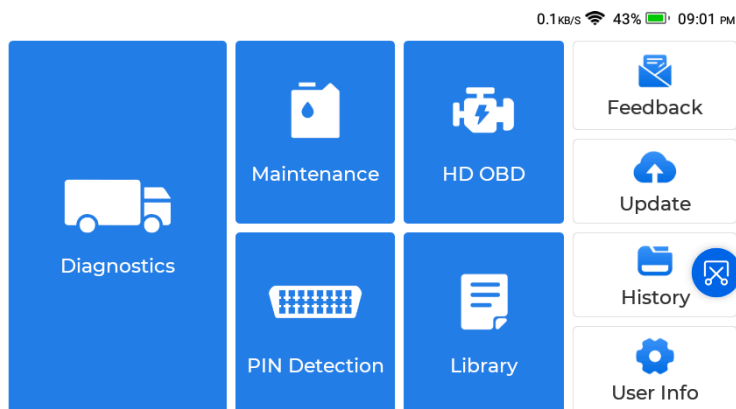 0.1KB/S 43% 09:01 PM
Diagnostics
Maintenance
HD OBD
PIN Detection
Library
Feedback
Update
History
User Info